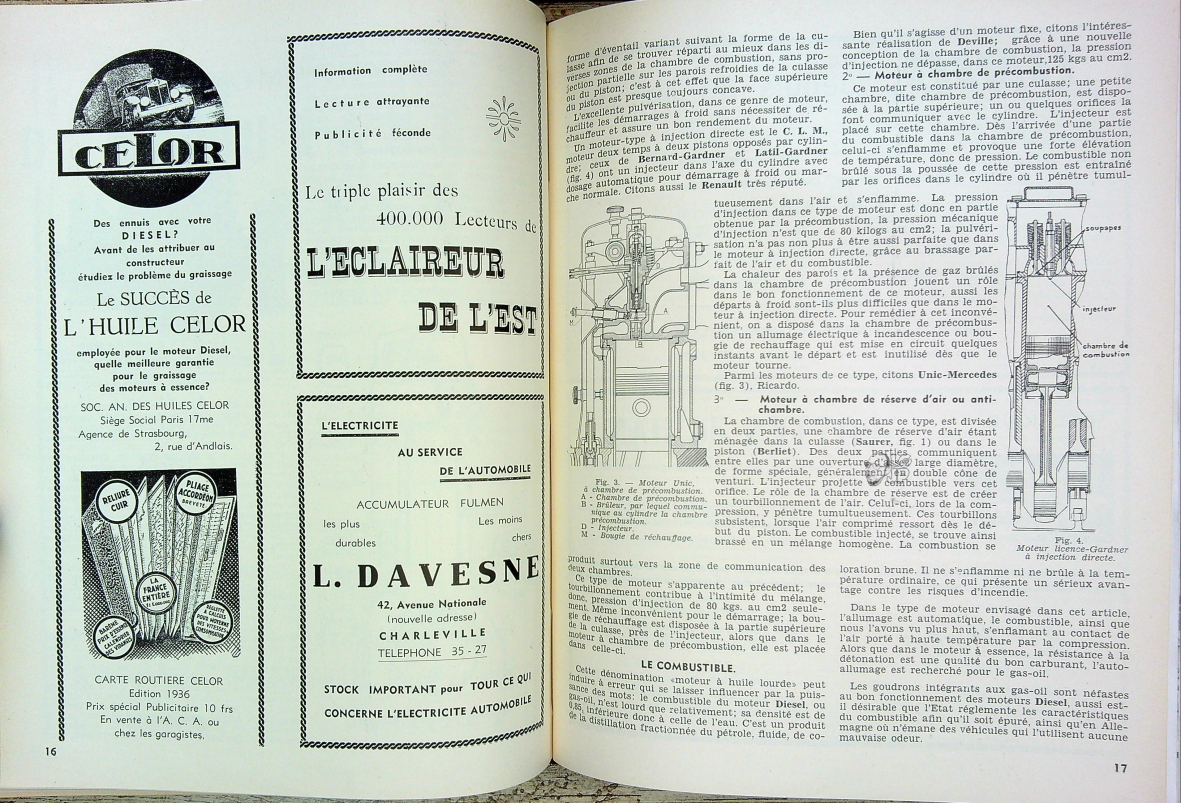 CELOR
Des ennuis avec votre
DIESEL?
Avant de les attribuer au
constructeur
étudiez le problème du graissage
Le SUCCÈS de
L'HUILE CELOR
employée pour le moteur Diesel,
quelle meilleure garantie
pour le graissage
des moteurs à essence?
SOC. AN. DES HUILES CELOR
Siège Social Paris 17me
Agence de Strasbourg,
2, rue d'Andlais.
RELIURE
CUIR
PLIAGE
ACCORDÉON
BREVETÉ
LA
FRANCE
ENTIÈRE
CARTE ROUTIERE CELOR
Edition 1936
Prix spécial Publicitaire 10 frs
En vente à l'A. C. A. ou
chez les garagistes.
16
Information complète
Lecture attrayante
Publicité féconde
Le triple plaisir des
400.000 Lecteurs de
L'ECLAIREUR
DE L'EST
L'ELECTRICITE
AU SERVICE
DE L'AUTOMOBILE
ACCUMULATEUR FULMEN
les plus Les moins
durables chers
L. DAVESNE
42, Avenue Nationale
(nouvelle adresse)
CHARLEVILLE
TELEPHONE 35 - 27
STOCK IMPORTANT pour TOUR CE QUI
CONCERNE L'ELECTRICITE AUTOMOBILE
forme d'éventail variant suivant la forme de la cu-
lasse afin de se trouver réparti au mieux dans les di-
verses zones de la chambre de combustion, sans pro-
jection partielle sur les parois refroidies de la culasse
ou du piston; c'est à cet effet que la face supérieure
du piston est presque toujours concave.
L'excellente pulvérisation, dans ce genre de moteur,
facilite les démarrages à froid sans nécessiter de ré-
chauffeur et assure un bon rendement du moteur.
Un moteur-type à injection directe est le C. L. M.,
moteur deux temps à deux pistons opposés par cylin-
dre; ceux de Bernard-Gardner et Latil-Gardner
(fig. 4) ont un injecteur dans l'axe du cylindre avec
dosage automatique pour démarrage à froid ou mar-
che normale. Citons aussi le Renault très réputé.
Bien qu'il s'agisse d'un moteur fixe, citons l'intéres-
sante réalisation de Deville; grâce à une nouvelle
conception de la chambre de combustion, la pression
d'injection ne dépasse, dans ce moteur,125 kgs au cm2.
2º — Moteur à chambre de précombustion.
Ce moteur est constitué par une culasse; une petite
chambre, dite chambre de précombustion, est dispo-
sée à la partie supérieure; un ou quelques orifices la
font communiquer avec le cylindre. L'injecteur est
placé sur cette chambre. Dès l'arrivée d'une partie
du combustible dans la chambre de précombustion,
celui-ci s'enflamme et provoque une forte élévation
de température, donc de pression. Le combustible non
brûlé sous la poussée de cette pression est entraîné
par les orifices dans le cylindre où il pénètre tumul-
tueusement dans l'air et s'enflamme. La pression
d'injection dans ce type de moteur est donc en partie
obtenue par la précombustion, la pression mécanique
d'injection n'est que de 80 kilogs au cm2; la pulvéri-
sation n'a pas non plus à être aussi parfaite que dans
le moteur à injection directe, grâce au brassage par-
fait de l'air et du combustible.
La chaleur des parois et la présence de gaz brûlés
dans la chambre de précombustion jouent un rôle
dans le bon fonctionnement de ce moteur, aussi les
départs à froid sont-ils plus difficiles que dans le mo-
teur à injection directe. Pour remédier à cet inconvé-
nient, on a disposé dans la chambre de précombus-
tion un allumage électrique à incandescence ou bou-
gie de rechauffage qui est mise en circuit quelques
instants avant le départ et est inutilisé dès que le
moteur tourne.
Parmi les moteurs de ce type, citons Unic-Mercedes
(fig. 3), Ricardo.
3º — Moteur à chambre de réserve d'air ou anti-
chambre.
La chambre de combustion, dans ce type, est divisée
en deux parties, une chambre de réserve d'air étant
ménagée dans la culasse (Saurer, fig. 1) ou dans le
piston (Berliet). Des deux parties communiquent
entre elles par une ouverture large diamètre,
de forme spéciale, généralement en double cône de
venturi. L'injecteur projette combustible vers cet
orifice. Le rôle de la chambre de réserve est de créer
un tourbillonnement de l'air. Celui-ci, lors de la com-
pression, y pénètre tumultueusement. Ces tourbillons
subsistent, lorsque l'air comprimé ressort dès le dé-
but du piston. Le combustible injecté, se trouve ainsi
brassé en un mélange homogène. La combustion se
A
M
Fig. 3. — Moteur Unic,
à chambre de précombustion.
A - Chambre de précombustion.
B - Brûleur, par lequel commu-
nique au cylindre la chambre
précombustion.
D - Injecteur.
M - Bougie de réchauffage.
soupapes
injecteur
chambre de
combustion
Fig. 4.
Moteur licence-Gardner
à injection directe.
produit surtout vers la zone de communication des
deux chambres.
Ce type de moteur s'apparente au précédent; le
tourbillonnement contribue à l'intimité du mélange,
donc, pression d'injection de 80 kgs. au cm2 seule-
ment. Même inconvénient pour le démarrage; la bou-
gie de réchauffage est disposée à la partie supérieure
de la culasse, près de l'injecteur, alors que dans le
moteur à chambre de précombustion, elle est placée
dans celle-ci.
LE COMBUSTIBLE.
Cette dénomination «moteur à huile lourde» peut
induire à erreur qui se laisser influencer par la puis-
sance des mots: le combustible du moteur Diesel, ou
gas-oil, n'est lourd que relativement; sa densité est de
0,85, inférieure donc à celle de l'eau. C'est un produit
de la distillation fractionnée du pétrole, fluide, de co-
loration brune. Il ne s'enflamme ni ne brûle à la tem-
pérature ordinaire, ce qui présente un sérieux avan-
tage contre les risques d'incendie.
Dans le type de moteur envisagé dans cet article,
l'allumage est automatique, le combustible, ainsi que
nous l'avons vu plus haut, s'enflamant au contact de
l'air porté à haute température par la compression.
Alors que dans le moteur à essence, la résistance à la
détonation est une qualité du bon carburant, l'auto-
allumage est recherché pour le gas-oil.
Les goudrons intégrants aux gas-oil sont néfastes
au bon fonctionnement des moteurs Diesel, aussi est-
il désirable que l'Etat réglemente les caractéristiques
du combustible afin qu'il soit épuré, ainsi qu'en Alle-
magne où n'émane des véhicules qui l'utilisent aucune
mauvaise odeur.
17